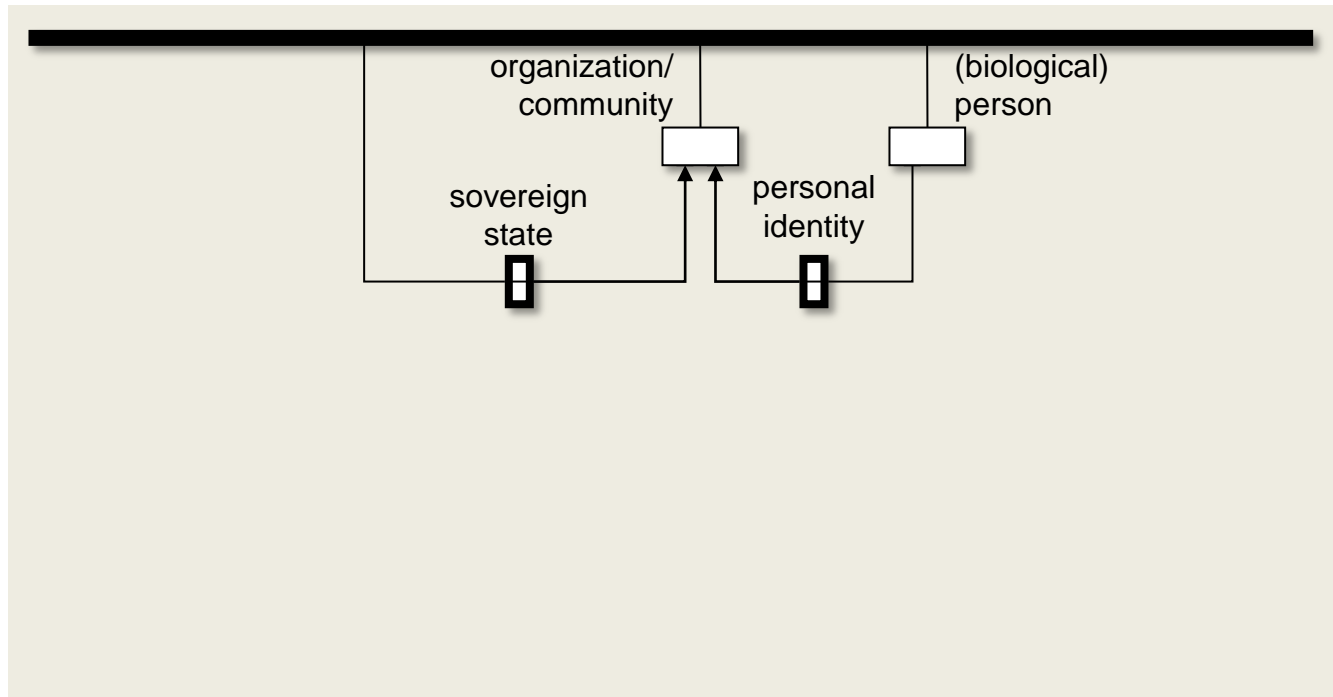 organization/
community
(biological)
person
sovereign
state
personal
identity